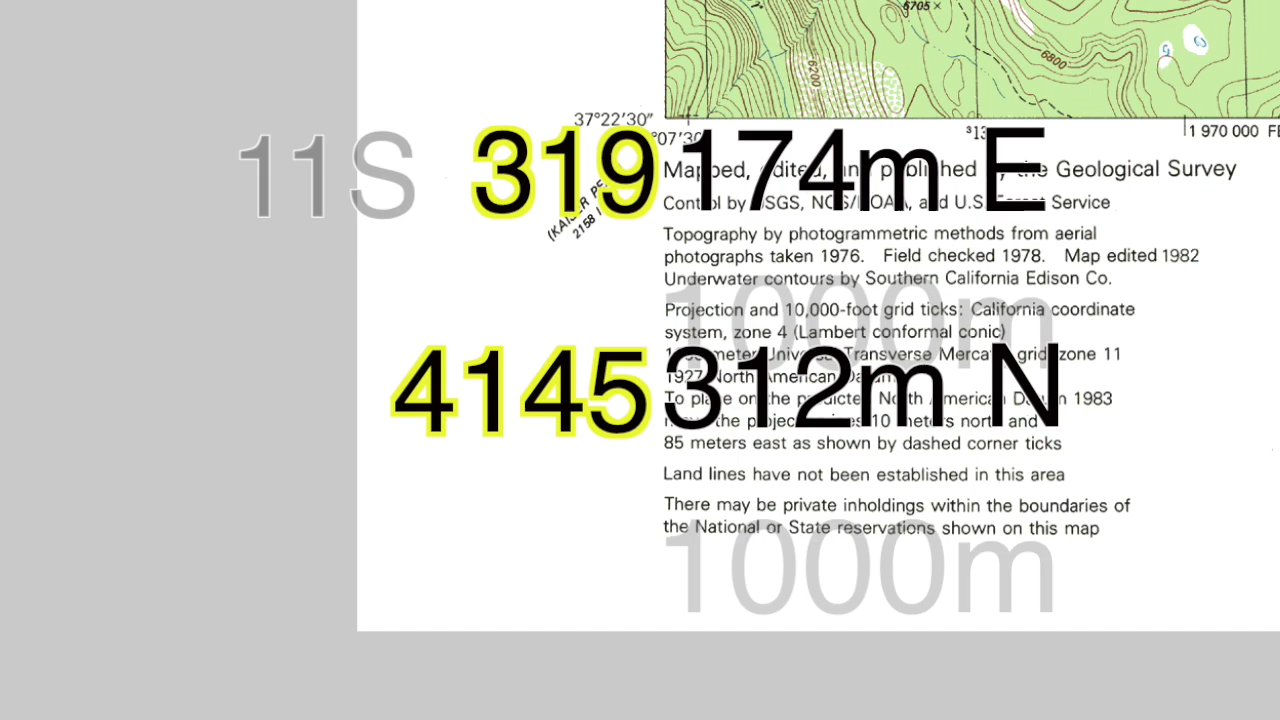 6705 ×
6800
6200
37°22'30"
³13
1 970 000 FE
11S 319 174m E
Mapped, edited, and published by the Geological Survey
Control by USGS, NOS/NOAA, and U.S. Forest Service
2158 I
Topography by photogrammetric methods from aerial
photographs taken 1976. Field checked 1978. Map edited 1982
Underwater contours by Southern California Edison Co.
1000m
Projection and 10,000-foot grid ticks: California coordinate
system, zone 4 (Lambert conformal conic)
4145 312m N
1000-meter Universal Transverse Mercator grid, zone 11
1927 North American Datum
To place on the predicted North American Datum 1983
move the projection lines 10 meters north and
85 meters east as shown by dashed corner ticks
Land lines have not been established in this area
There may be private inholdings within the boundaries of
the National or State reservations shown on this map
1000m